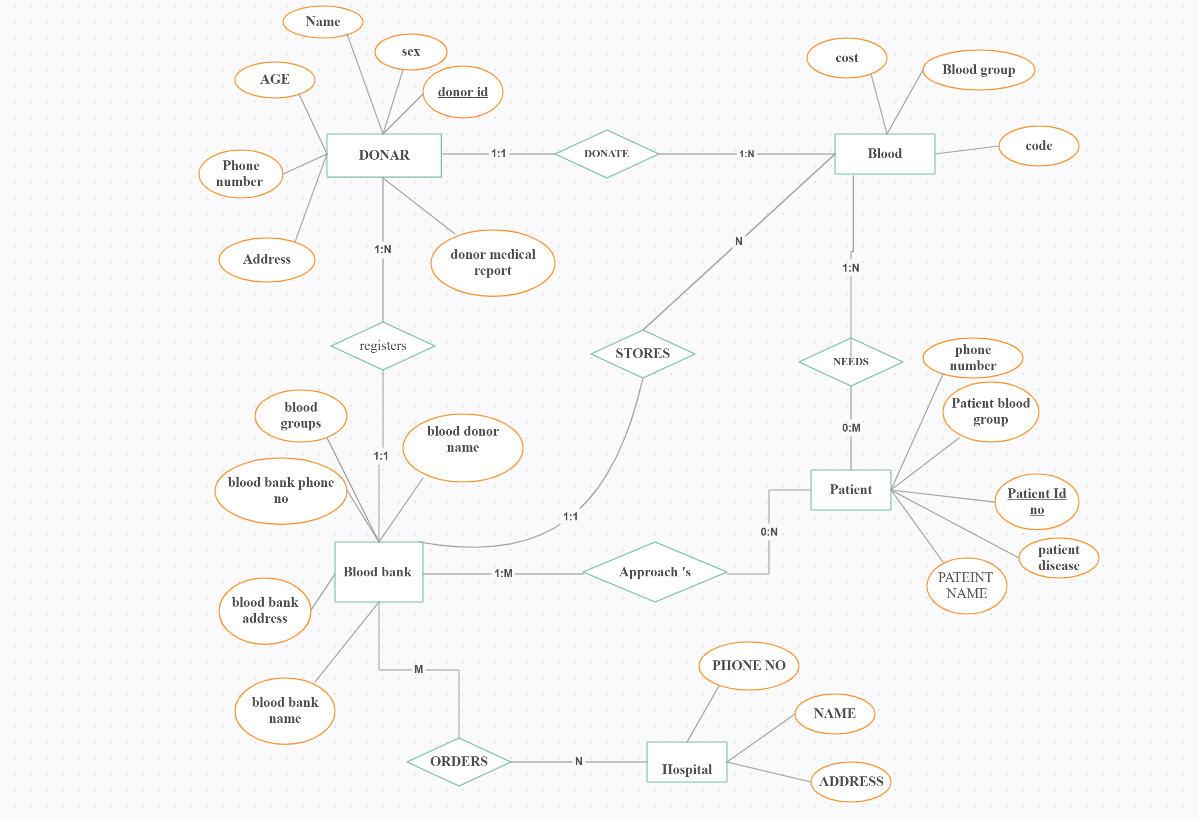 Name
sex
AGE
donor id
cost
Blood group
DONAR
1:1
DONATE
1:N
Blood
code
Phone
number
Address
1:N
donor medical
report
N
1:N
registers
STORES
NEEDS
phone
number
blood
groups
blood donor
name
Patient blood
group
0:M
1:1
blood bank phone
no
Patient
Patient Id
no
1:1
0:N
patient
disease
Blood bank
1:M
Approach 's
PATEINT
NAME
blood bank
address
PHONE NO
M
blood bank
name
NAME
ORDERS
N
Hospital
ADDRESS